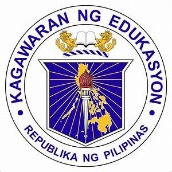 KAGAWARAN NG EDUKASYON
REPUBLIKA NG PILIPINAS